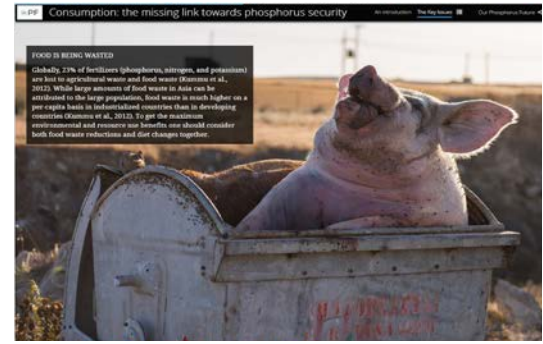 PF
Consumption: the missing link towards phosphorus security
An introduction
The Key Issues
Our Phosphorus Future
FOOD IS BEING WASTED
Globally, 23% of fertilizers (phosphorus, nitrogen, and potassium)
are lost to agricultural waste and food waste (Kummu et al.,
2012). While large amounts of food waste in Asia can be
attributed to the large population, food waste is much higher on a
per-capita basis in industrialized countries than in developing
countries (Kummu et al., 2012). To get the maximum
environmental and resource use benefits one should consider
both food waste reductions and diet changes together.